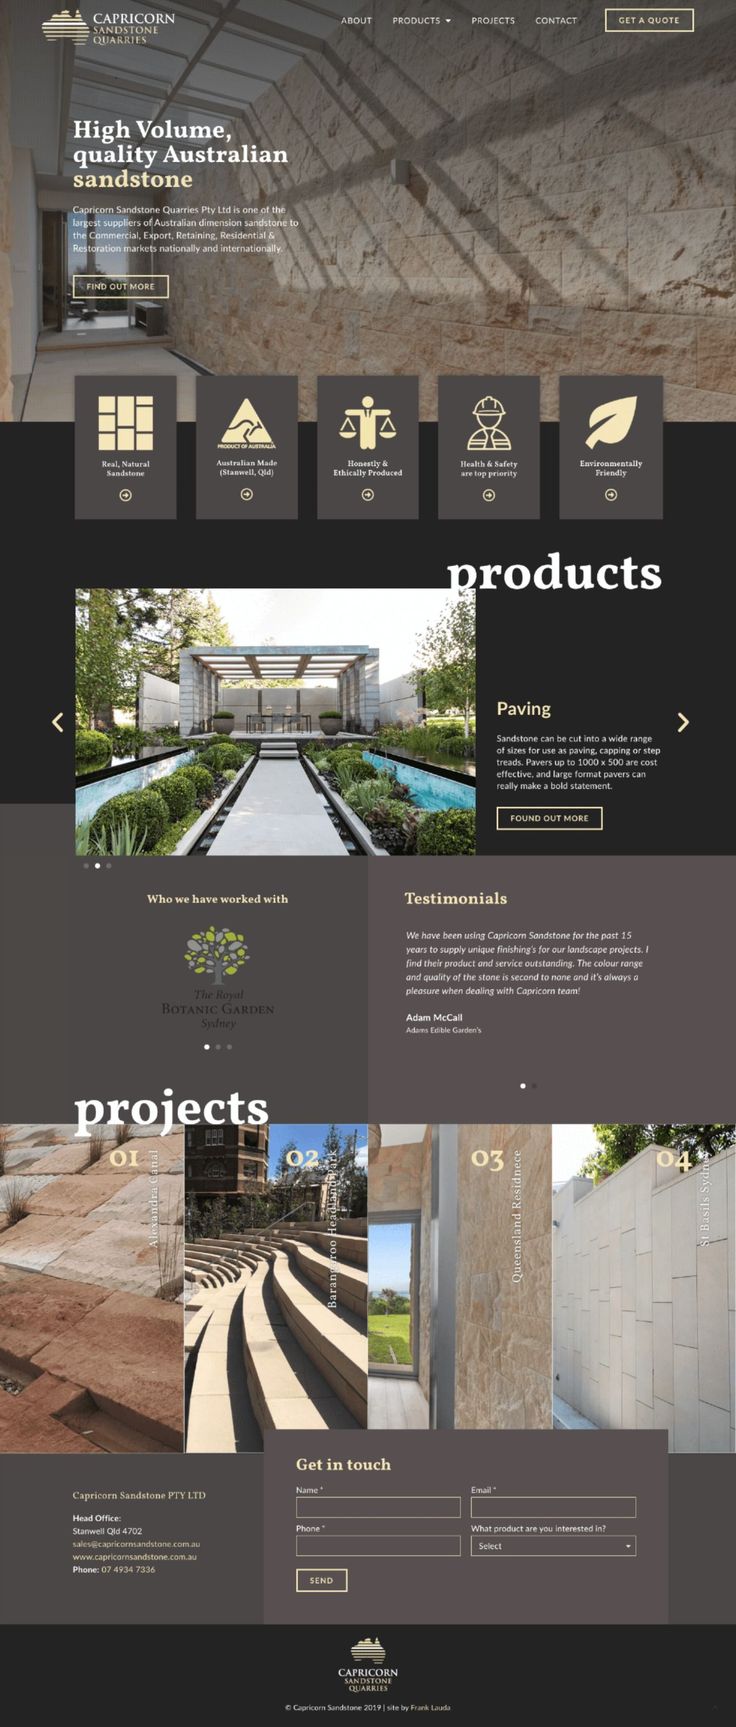 CAPRICORN
SANDSTONE
QUARRIES
ABOUT
PRODUCTS
PROJECTS
CONTACT
GET A QUOTE
High Volume,
quality Australian
sandstone
Capricorn Sandstone Quarries Pty Ltd is one of the
largest suppliers of Australian dimension sandstone to
the Commercial, Export, Retaining, Residential &
Restoration markets nationally and internationally.
FIND OUT MORE
Real, Natural
Sandstone
PRODUCT OF AUSTRALIA
Australian Made
(Stanwell, Qld)
Honestly &
Ethically Produced
Health & Safety
are top priority
Environmentally
Friendly
products
Paving
Sandstone can be cut into a wide range
of sizes for use as paving, capping or step
treads. Pavers up to 1000 x 500 are cost
effective, and large format pavers can
really make a bold statement.
FOUND OUT MORE
Who we have worked with
The Royal
BOTANIC GARDEN
Sydney
Testimonials
We have been using Capricorn Sandstone for the past 15
years to supply unique finishing's for our landscape projects. I
find their product and service outstanding. The colour range
and quality of the stone is second to none and it's always a
pleasure when dealing with Capricorn team!
Adam McCall
Adams Edible Garden's
projects
01
Alexandra Canal
02
Barangaroo Headland Park
03
Queensland Residnece
04
St Basils Sydne
Capricorn Sandstone PTY LTD
Head Office:
Stanwell Qld 4702
sales@capricornsandstone.com.au
www.capricornsandstone.com.au
Phone: 07 4934 7336
Get in touch
Name *
Email *
Phone *
What product are you interested in?
Select
SEND
CAPRICORN
SANDSTONE
QUARRIES
© Capricorn Sandstone 2019 | site by Frank Lauda